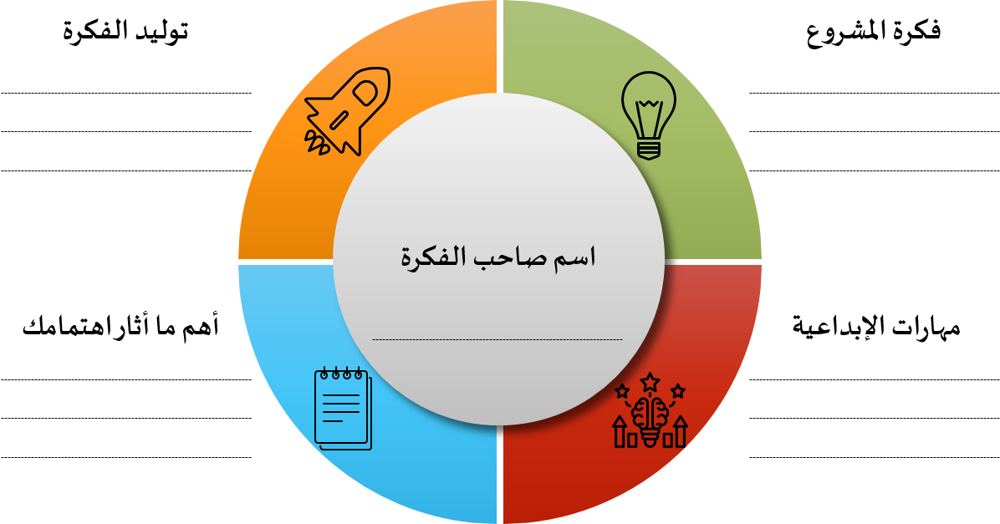 فكرة المشروع
توليد الفكرة
اسم صاحب الفكرة
مهارات الإبداعية
أهم ما أثار اهتمامك